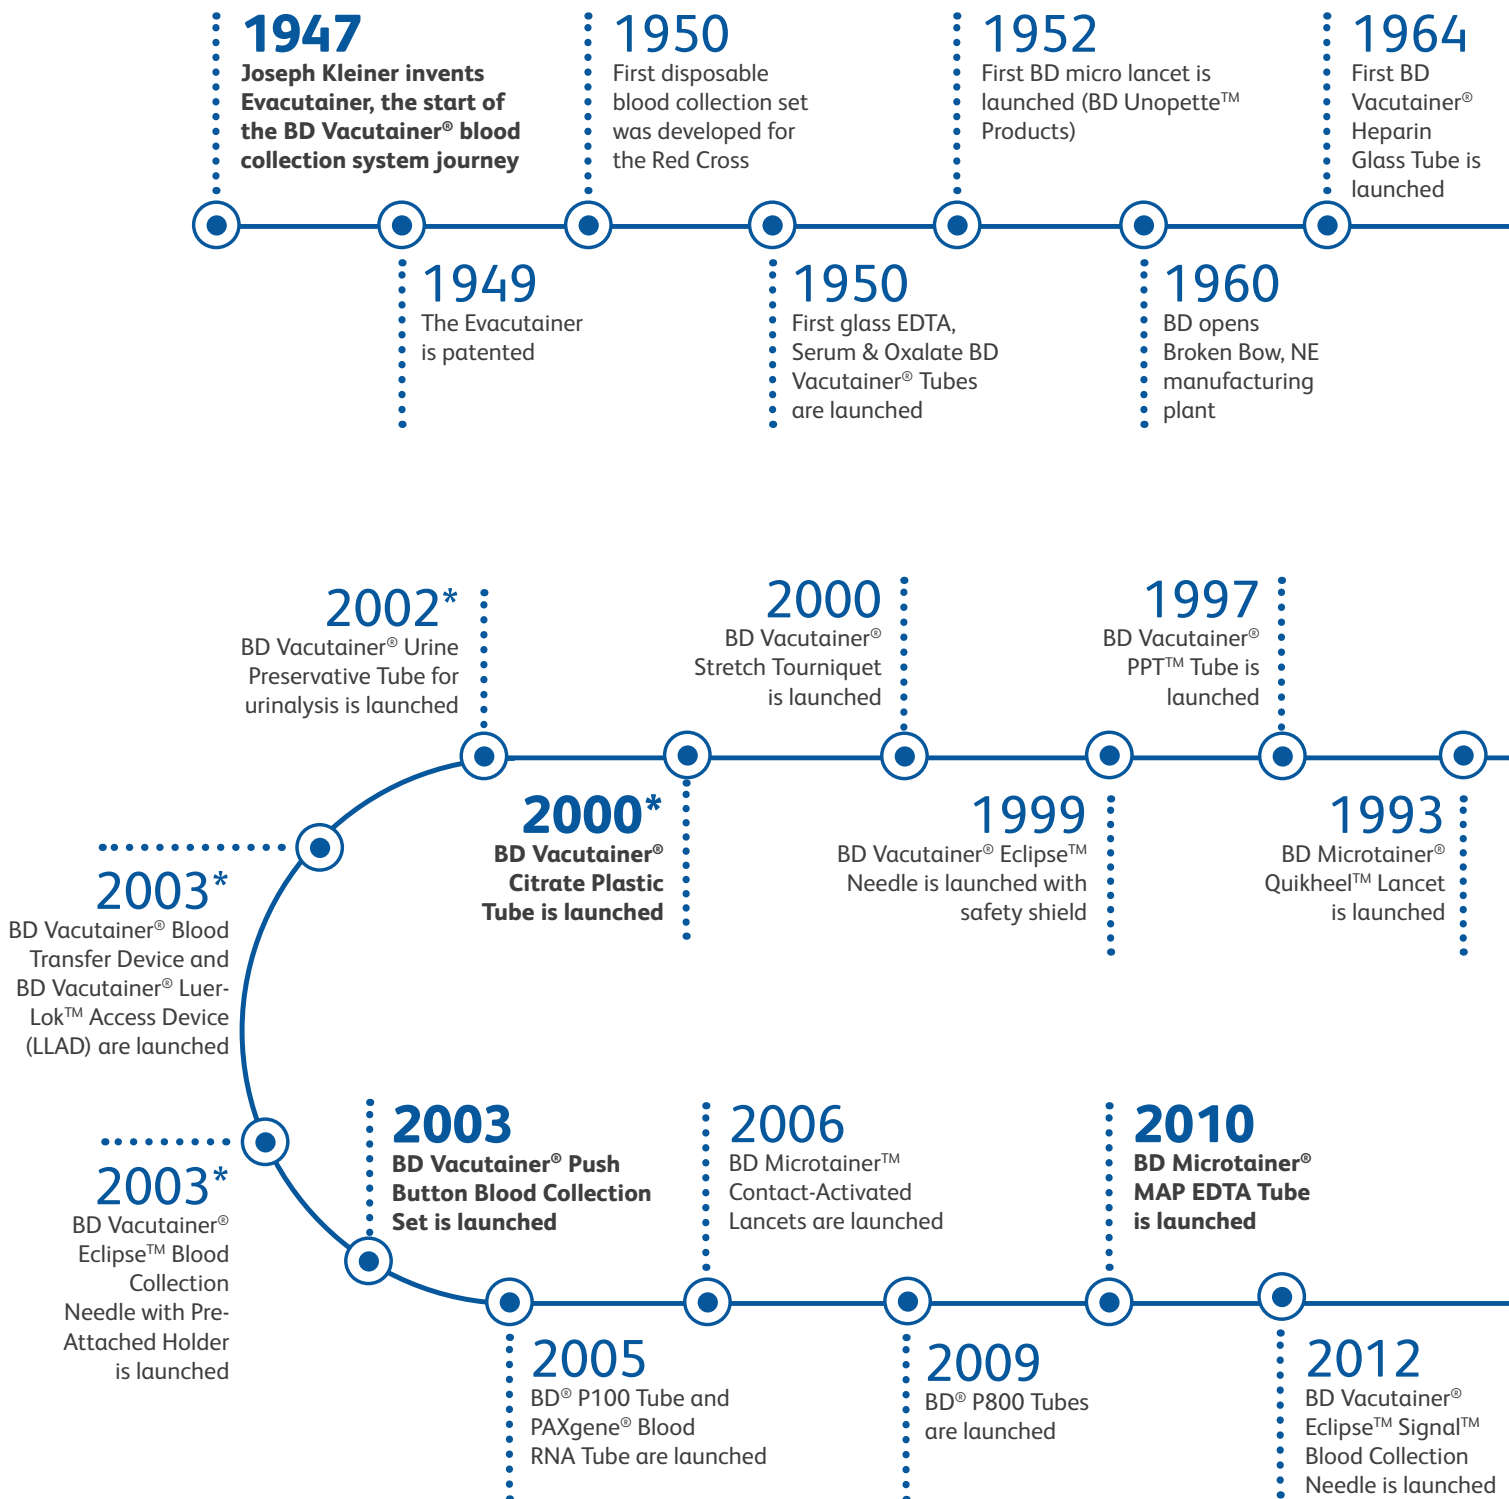 1947
Joseph Kleiner invents
Evacutainer, the start of
the BD Vacutainer® blood
collection system journey
1949
The Evacutainer
is patented
1950
First disposable
blood collection set
was developed for
the Red Cross
1950
First glass EDTA,
Serum & Oxalate BD
Vacutainer® Tubes
are launched
1952
First BD micro lancet is
launched (BD Unopette™
Products)
1960
BD opens
Broken Bow, NE
manufacturing
plant
1964
First BD
Vacutainer®
Heparin
Glass Tube is
launched
1993
BD Microtainer®
Quikheel™ Lancet
is launched
1997
BD Vacutainer®
PPT™ Tube is
launched
1999
BD Vacutainer® Eclipse™
Needle is launched with
safety shield
2000
BD Vacutainer®
Stretch Tourniquet
is launched
2000*
BD Vacutainer®
Citrate Plastic
Tube is launched
2002*
BD Vacutainer® Urine
Preservative Tube for
urinalysis is launched
2003*
BD Vacutainer® Blood
Transfer Device and
BD Vacutainer® Luer-
Lok™ Access Device
(LLAD) are launched
2003*
BD Vacutainer®
Eclipse™ Blood
Collection
Needle with Pre-
Attached Holder
is launched
2003
BD Vacutainer® Push
Button Blood Collection
Set is launched
2005
BD® P100 Tube and
PAXgene® Blood
RNA Tube are launched
2006
BD Microtainer™
Contact-Activated
Lancets are launched
2009
BD® P800 Tubes
are launched
2010
BD Microtainer®
MAP EDTA Tube
is launched
2012
BD Vacutainer®
Eclipse™ Signal™
Blood Collection
Needle is launched